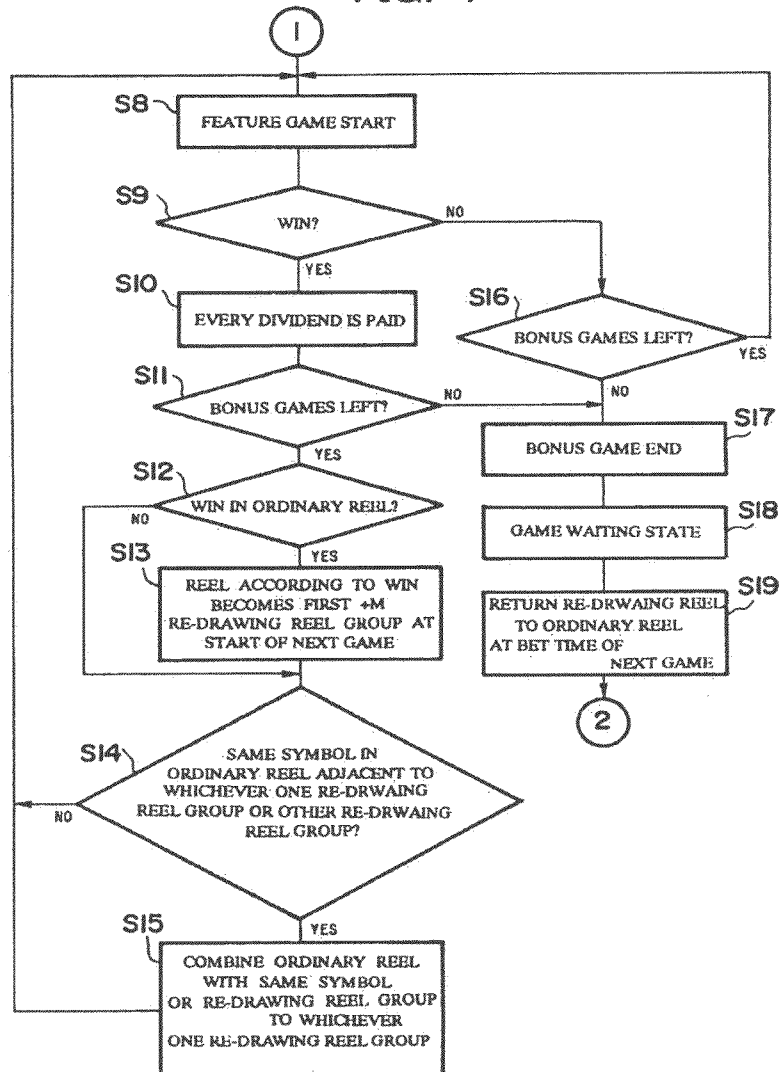 1
S8
FEATURE GAME START
S9
WIN?
NO
YES
S10
EVERY DIVIDEND IS PAID
S16
BONUS GAMES LEFT?
YES
NO
S11
BONUS GAMES LEFT?
NO
YES
S17
BONUS GAME END
S12
WIN IN ORDINARY REEL?
NO
YES
S18
GAME WAITING STATE
S13
REEL ACCORDING TO WIN
BECOMES FIRST +M
RE-DRAWING REEL GROUP AT
START OF NEXT GAME
S19
RETURN RE-DRWAING REEL
TO ORDINARY REEL
AT BET TIME OF
NEXT GAME
2
S14
SAME SYMBOL IN
ORDINARY REEL ADJACENT TO
WHICHEVER ONE RE-DRWAING
REEL GROUP OR OTHER RE-DRWAING
REEL GROUP?
NO
YES
S15
COMBINE ORDINARY REEL
WITH SAME SYMBOL
OR RE-DRAWING REEL GROUP
TO WHICHEVER
ONE RE-DRAWING REEL GROUP